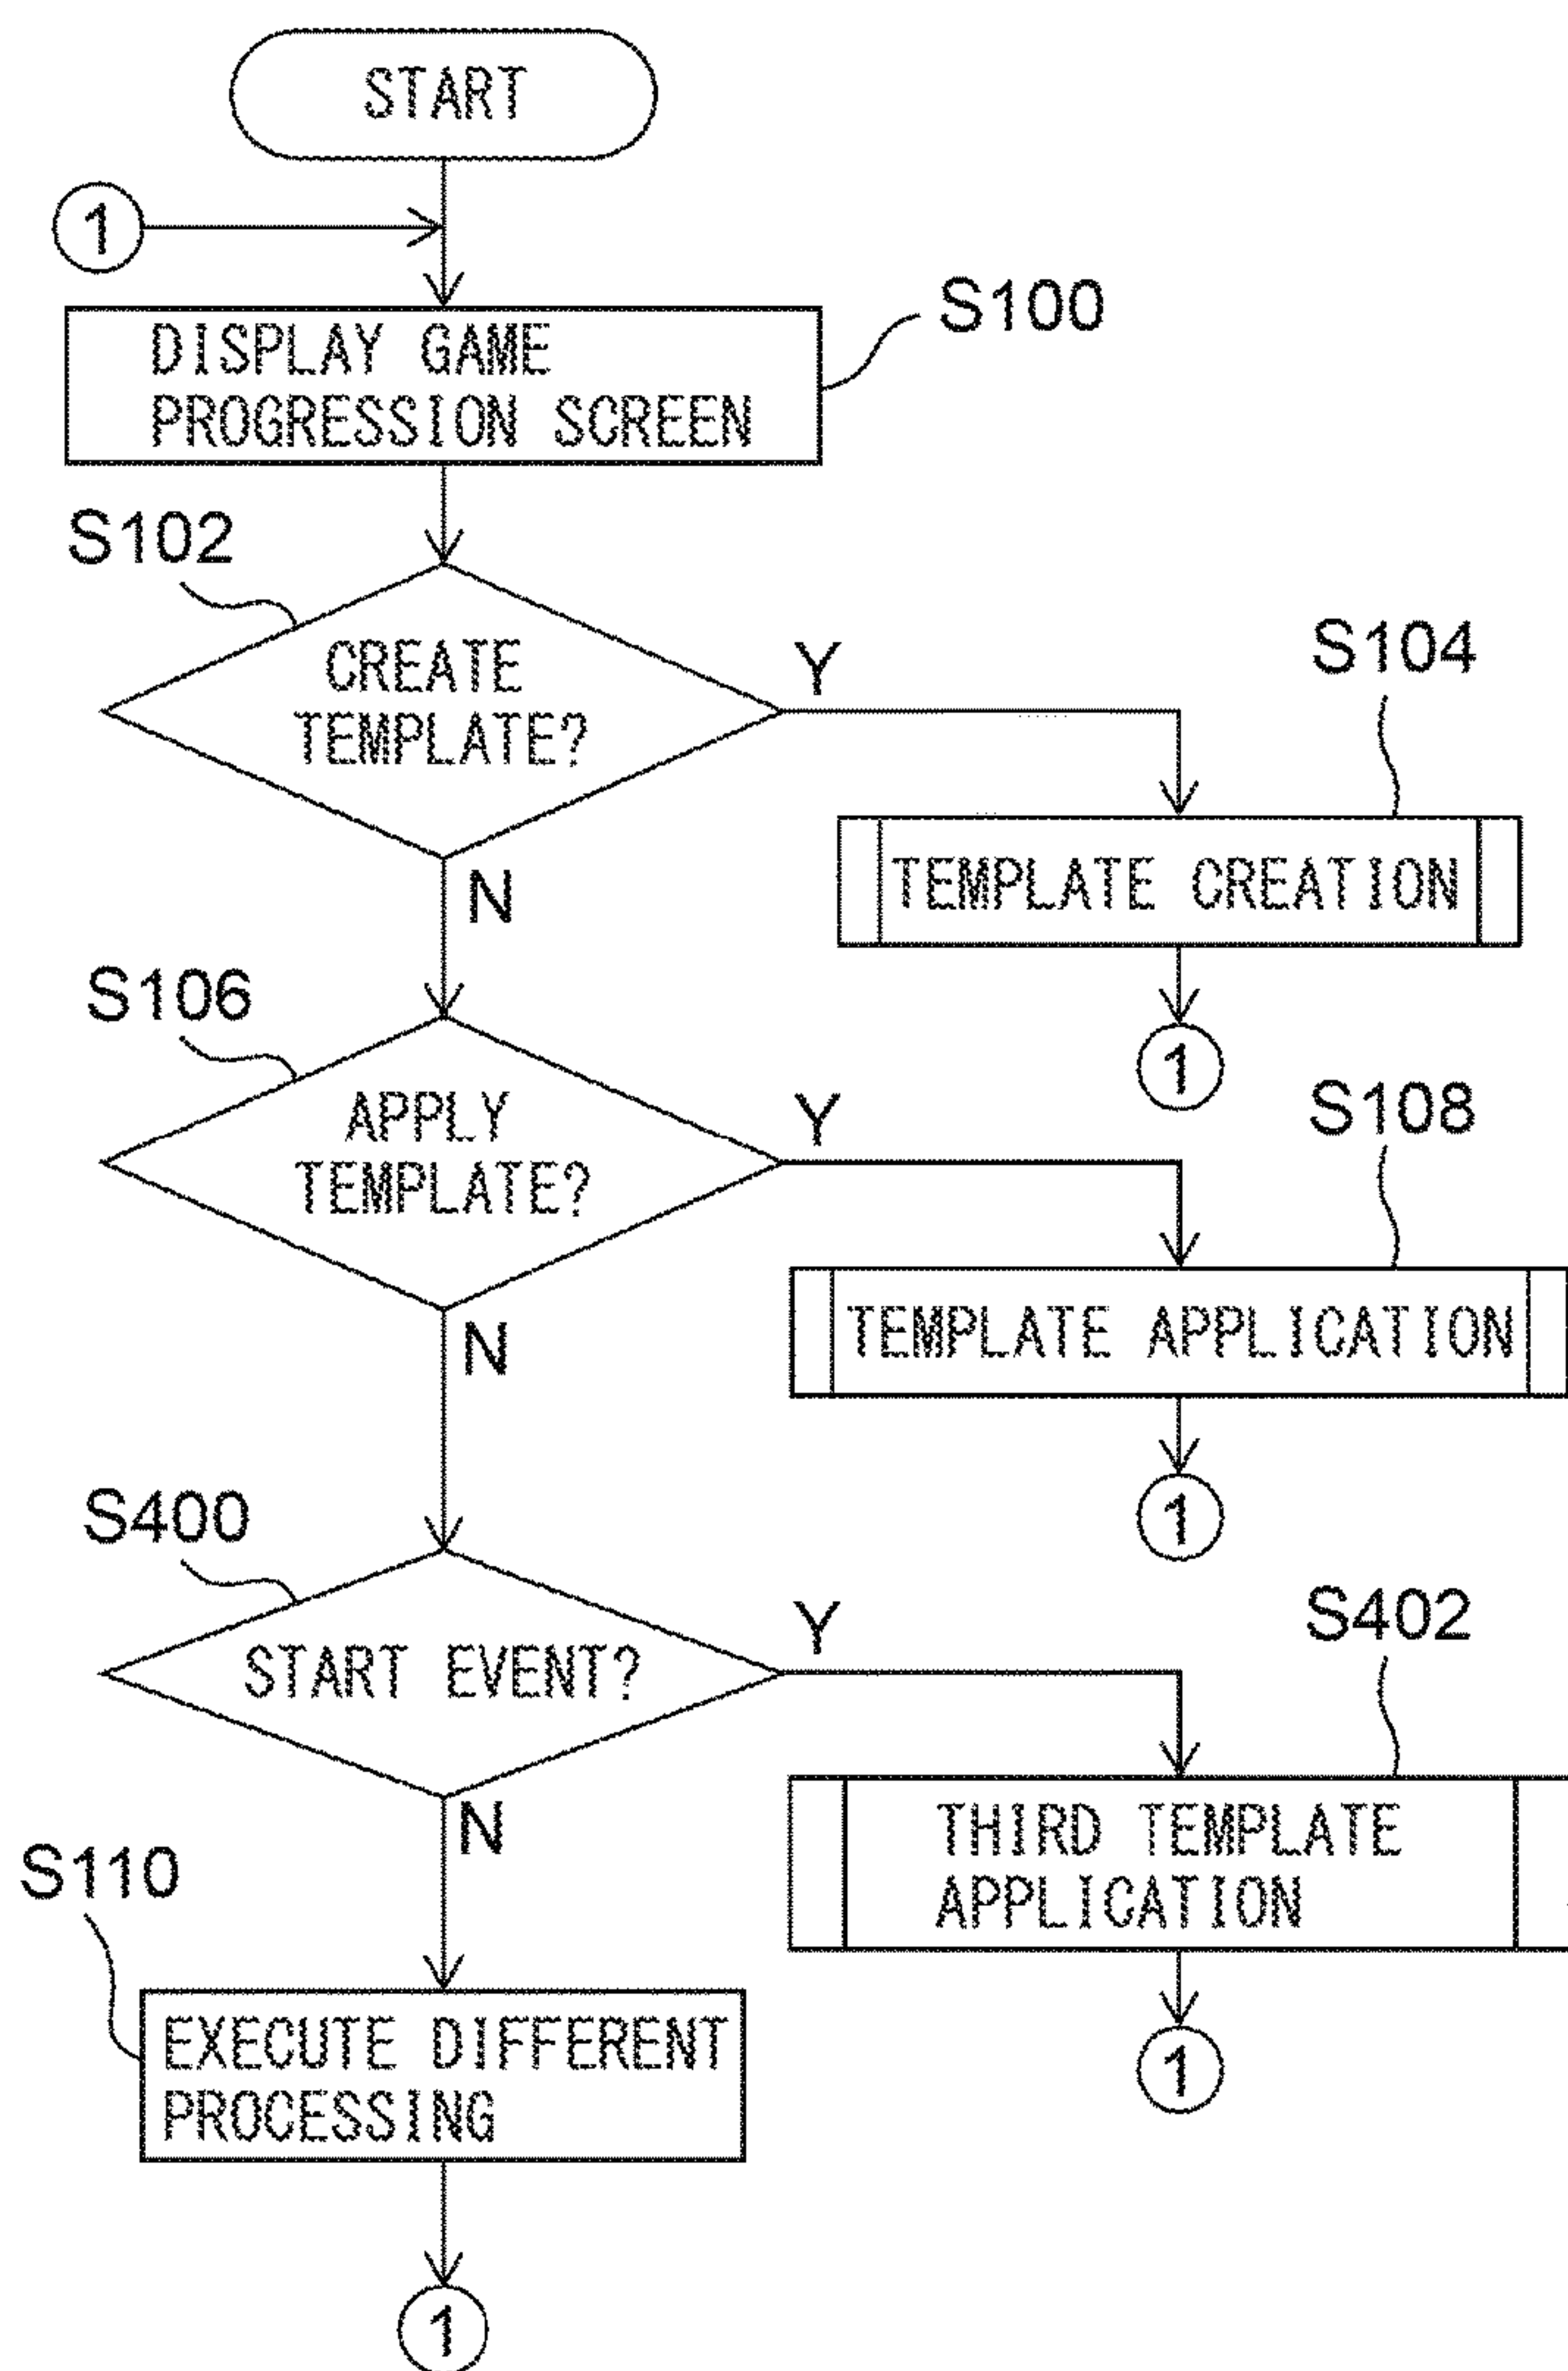 START
1
S100
DISPLAY GAME
PROGRESSION SCREEN
S102
CREATE
TEMPLATE?
Y
S104
TEMPLATE CREATION
1
N
S106
APPLY
TEMPLATE?
Y
S108
TEMPLATE APPLICATION
1
N
S400
START EVENT?
Y
S402
THIRD TEMPLATE
APPLICATION
1
N
S110
EXECUTE DIFFERENT
PROCESSING
1